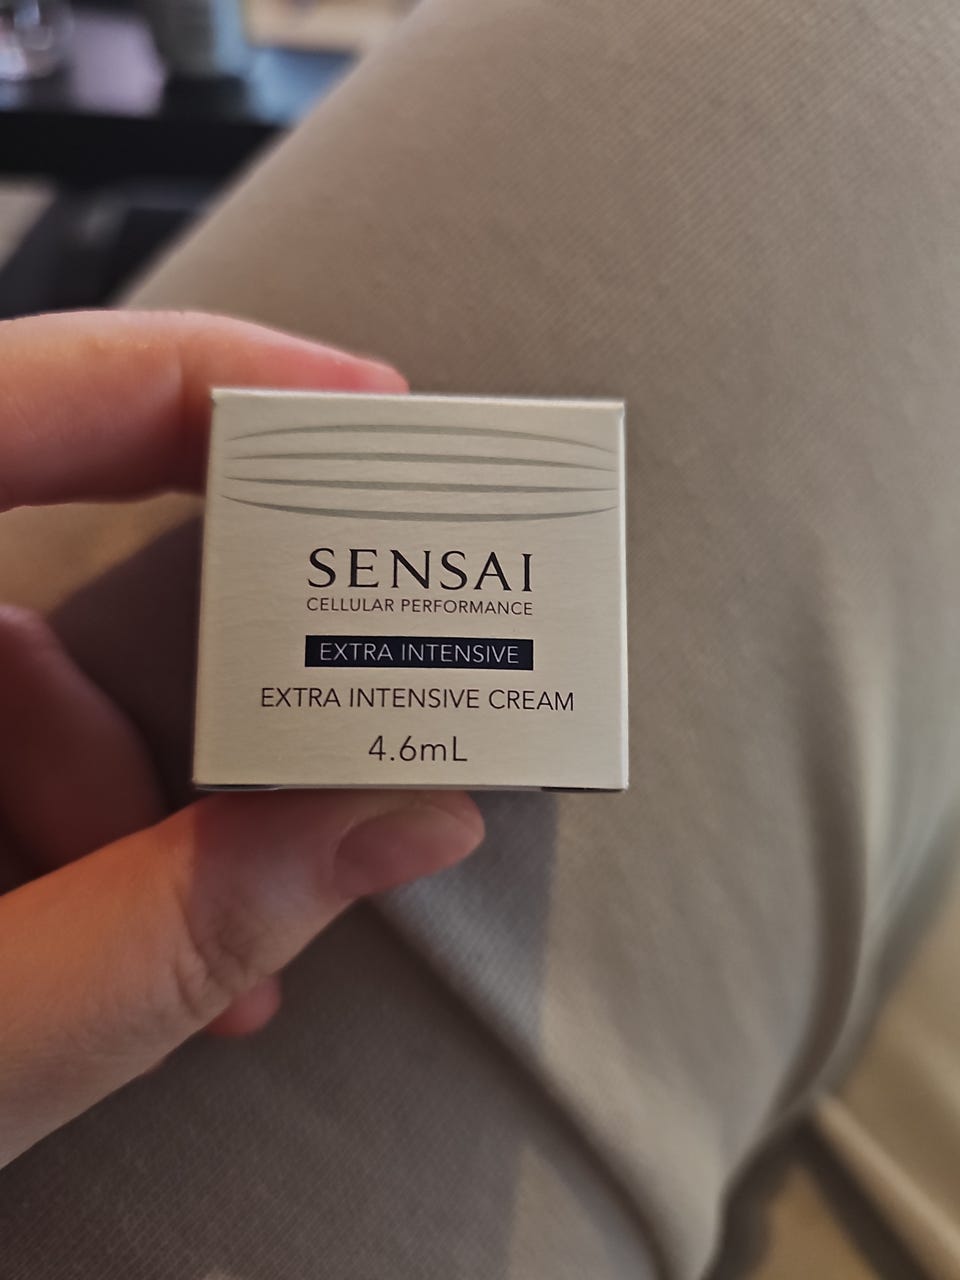 SENSAI
CELLULAR PERFORMANCE
EXTRA INTENSIVE
EXTRA INTENSIVE CREAM
4.6mL